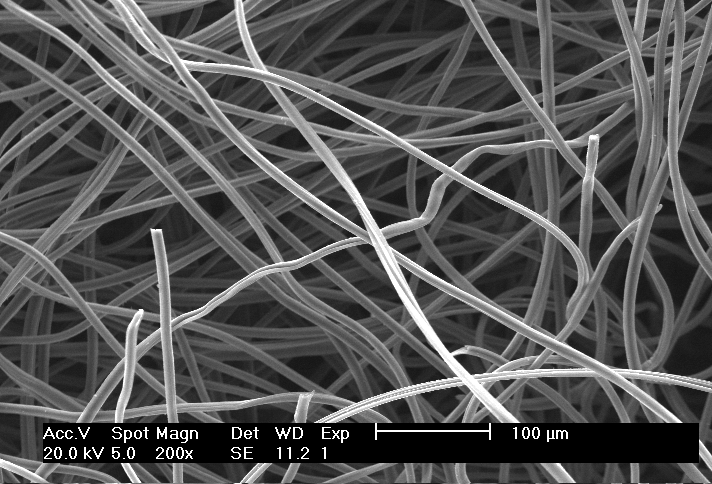 Acc.V Spot Magn Det WD Exp 100 µm
20.0 kV 5.0 200x SE 11.2 1